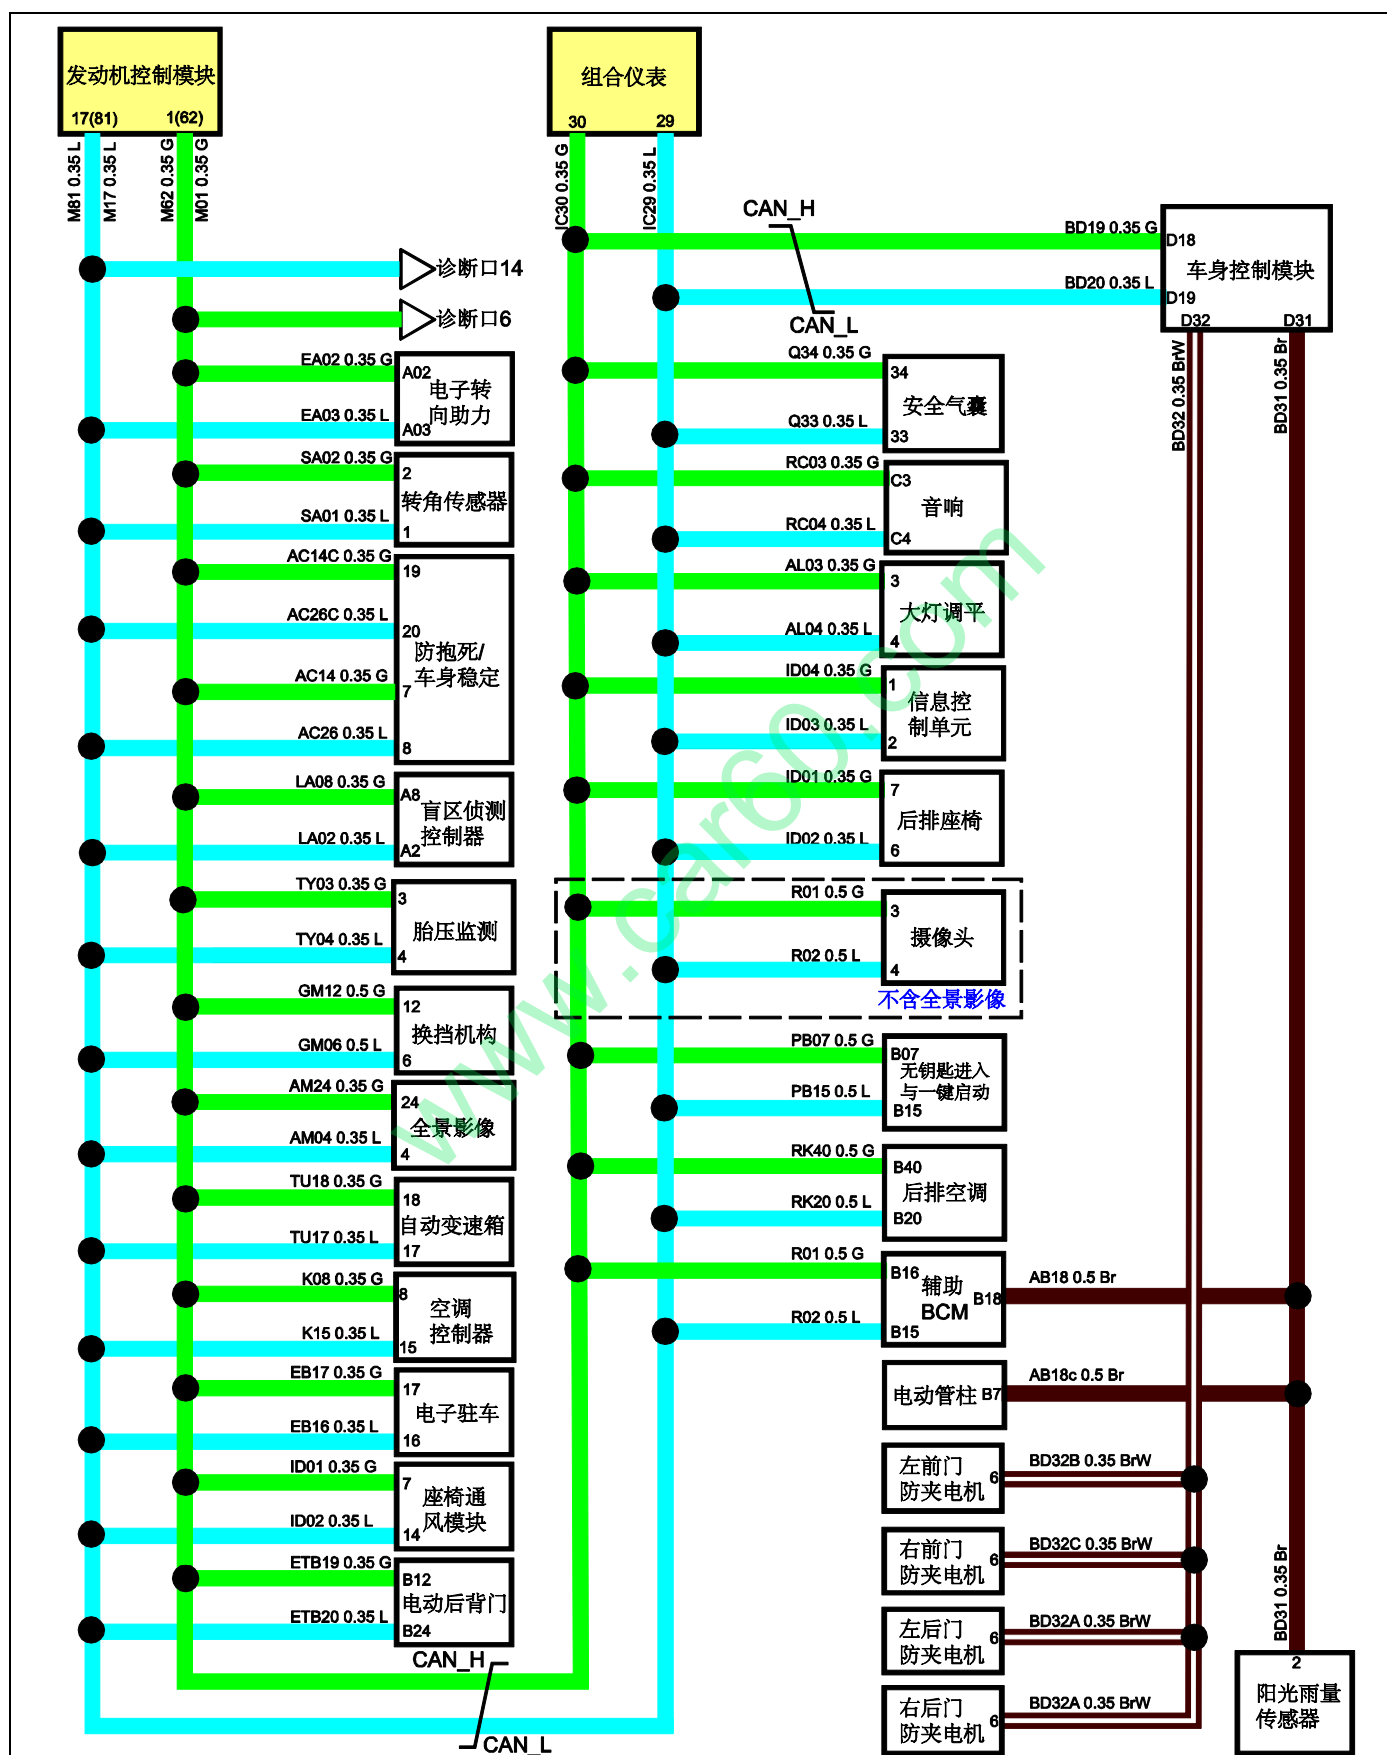 发动机控制模块
17(81)
1(62)
M81 0.35 L
M17 0.35 L
M62 0.35 G
M01 0.35 G
诊断口14
诊断口6
EA02 0.35 G
A02
电子转
向助力
EA03 0.35 L
A03
SA02 0.35 G
2
转角传感器
SA01 0.35 L
1
AC14C 0.35 G
19
AC26C 0.35 L
20
防抱死/
车身稳定
AC14 0.35 G
7
AC26 0.35 L
8
LA08 0.35 G
A8
盲区侦测
控制器
LA02 0.35 L
A2
TY03 0.35 G
3
胎压监测
TY04 0.35 L
4
GM12 0.5 G
12
换挡机构
GM06 0.5 L
6
AM24 0.35 G
24
全景影像
AM04 0.35 L
4
TU18 0.35 G
18
自动变速箱
TU17 0.35 L
17
K08 0.35 G
8
空调
控制器
K15 0.35 L
15
EB17 0.35 G
17
电子驻车
EB16 0.35 L
16
ID01 0.35 G
7
座椅通
风模块
ID02 0.35 L
14
ETB19 0.35 G
B12
电动后背门
ETB20 0.35 L
B24
CAN_H
CAN_L
组合仪表
30
29
IC30 0.35 G
IC29 0.35 L
CAN_H
CAN_L
BD19 0.35 G
D18
车身控制模块
BD20 0.35 L
D19
D32
D31
BD32 0.35 BrW
BD31 0.35 Br
Q34 0.35 G
34
安全气囊
Q33 0.35 L
33
RC03 0.35 G
C3
音响
RC04 0.35 L
C4
AL03 0.35 G
3
大灯调平
AL04 0.35 L
4
ID04 0.35 G
1
信息控
制单元
ID03 0.35 L
2
ID01 0.35 G
7
后排座椅
ID02 0.35 L
6
R01 0.5 G
3
摄像头
R02 0.5 L
4
不含全景影像
PB07 0.5 G
B07
无钥匙进入
与一键启动
PB15 0.5 L
B15
RK40 0.5 G
B40
后排空调
RK20 0.5 L
B20
R01 0.5 G
B16
辅助
BCM
B18
AB18 0.5 Br
R02 0.5 L
B15
电动管柱
B7
AB18c 0.5 Br
左前门
防夹电机
6
BD32B 0.35 BrW
右前门
防夹电机
6
BD32C 0.35 BrW
左后门
防夹电机
6
BD32A 0.35 BrW
右后门
防夹电机
6
BD32A 0.35 BrW
BD31 0.35 Br
2
阳光雨量
传感器
www.car60.com